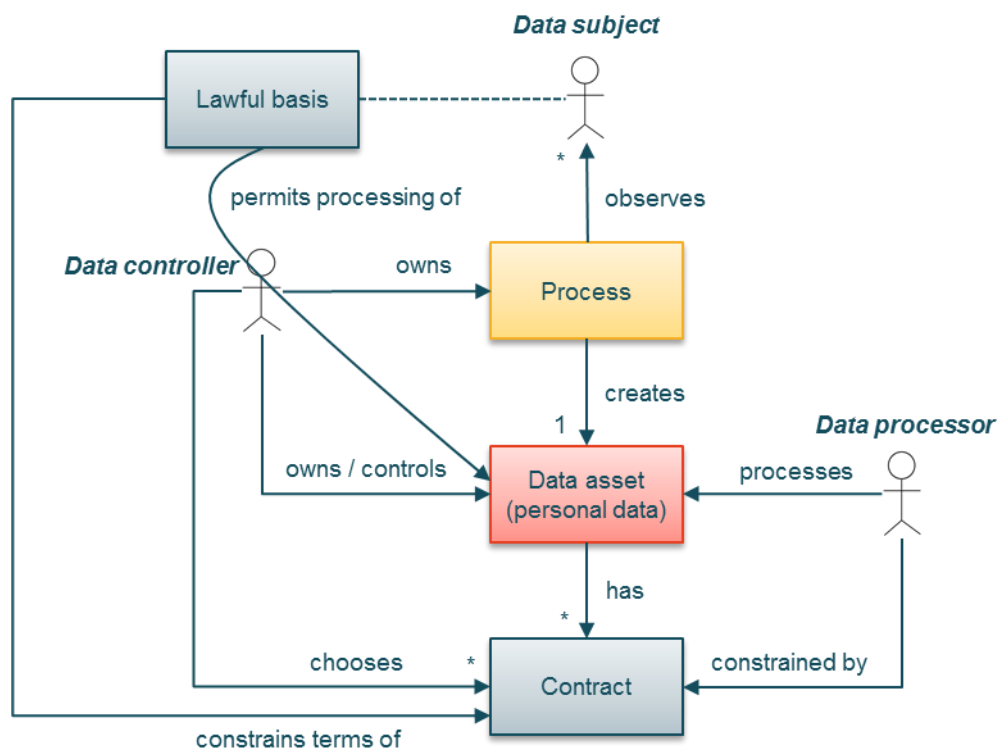 Data subject
Lawful basis
*
permits processing of
observes
Data controller
owns
Process
creates
1
Data processor
owns / controls
Data asset
(personal data)
processes
has
*
chooses
*
Contract
constrained by
constrains terms of